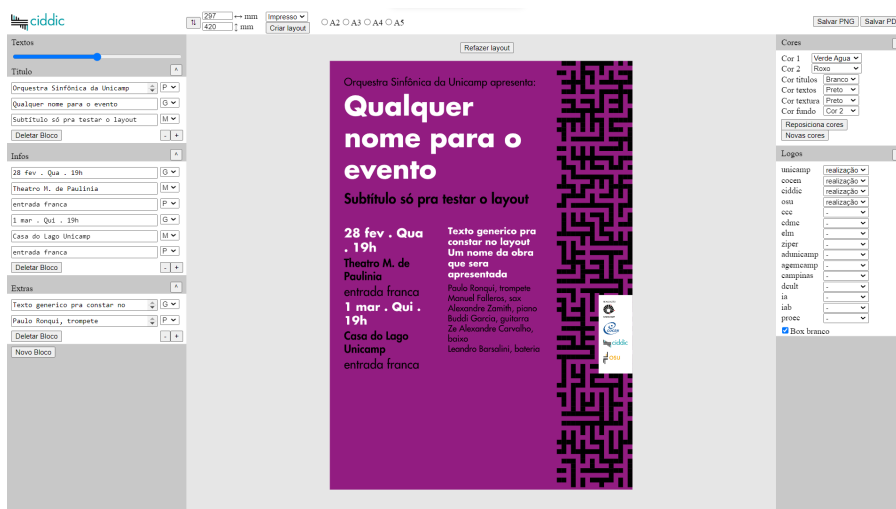 ciddic
297 ↔ mm
420 ↕ mm
Impresso
Criar layout
A2 A3 A4 A5
Salvar PNG
Salvar PD
Textos
Titulo
^
Orquestra Sinfônica da Unicamp P
Qualquer nome para o evento G
Subtítulo só pra testar o layout M
Deletar Bloco - +
Infos
^
28 fev . Qua . 19h G
Theatro M. de Paulinia M
entrada franca P
1 mar . Qui . 19h G
Casa do Lago Unicamp M
entrada franca P
Deletar Bloco - +
Extras
^
Texto generico pra constar no G
Paulo Ronqui, trompete P
Deletar Bloco - +
Novo Bloco
Refazer layout
Orquestra Sinfônica da Unicamp apresenta:
Qualquer
nome para o
evento
Subtítulo só pra testar o layout
28 fev . Qua
. 19h
Theatro M. de
Paulinia
entrada franca
1 mar . Qui .
19h
Casa do Lago
Unicamp
entrada franca
Texto generico pra
constar no layout
Um nome da obra
que sera
apresentada
Paulo Ronqui, trompete
Manuel Falleros, sax
Alexandre Zamith, piano
Buddi Garcia, guitarra
Ze Alexandre Carvalho,
baixo
Leandro Barsalini, bateria
ciddic
OSU
Cores
Cor 1 Verde Agua
Cor 2 Roxo
Cor titulos Branco
Cor textos Preto
Cor textura Preto
Cor fundo Cor 2
Reposiciona cores
Novas cores
Logos
unicamp realização
cocen realização
ciddic realização
osu realização
eee -
cdmc -
elm -
ziper -
adunicamp -
agemcamp -
campinas -
dcult -
ia -
iab -
proec -
Box branco